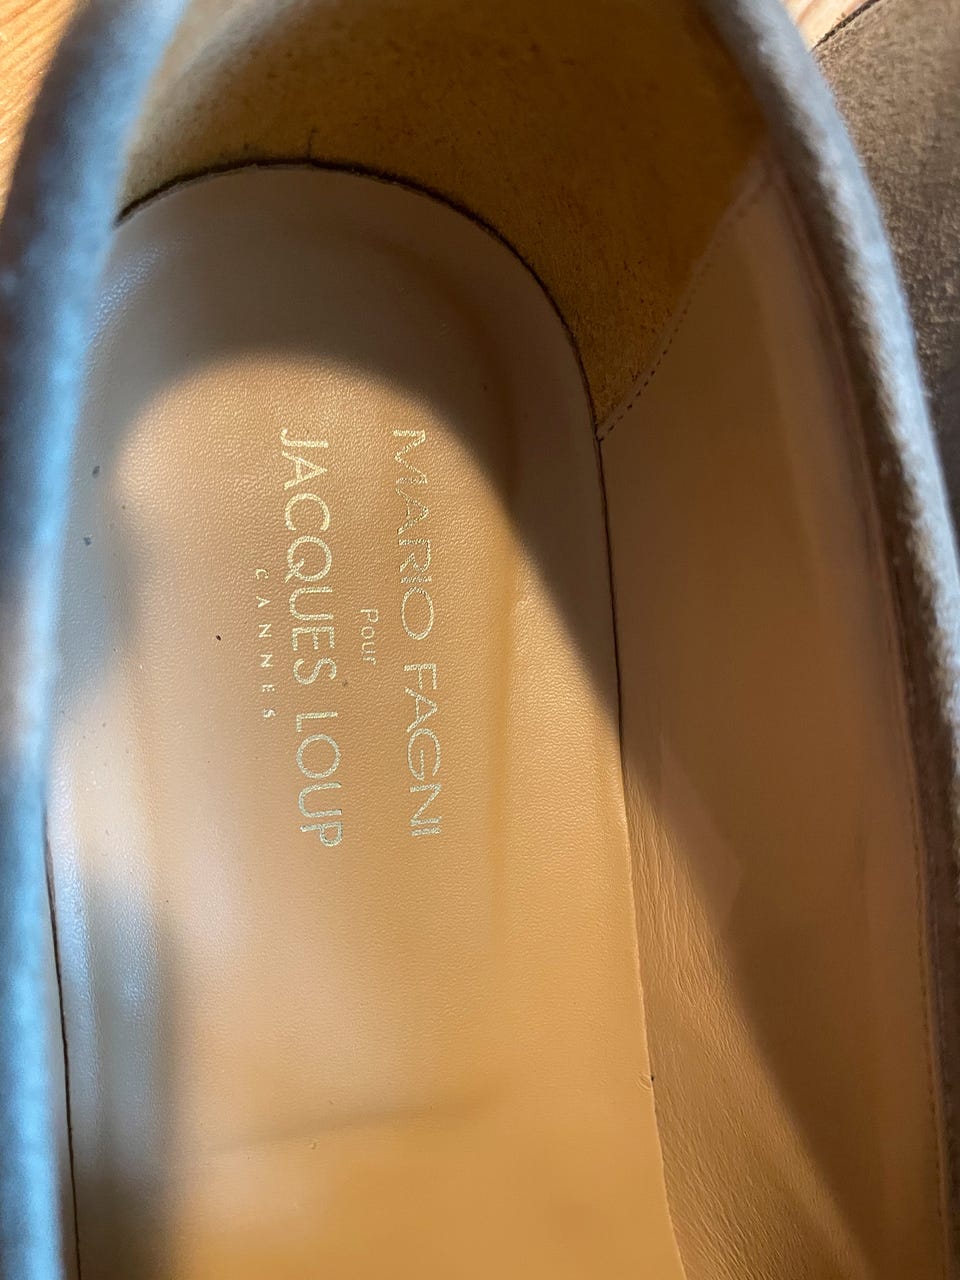 MARIO FAGNI
Pour
JACQUES LOUP
CANNES